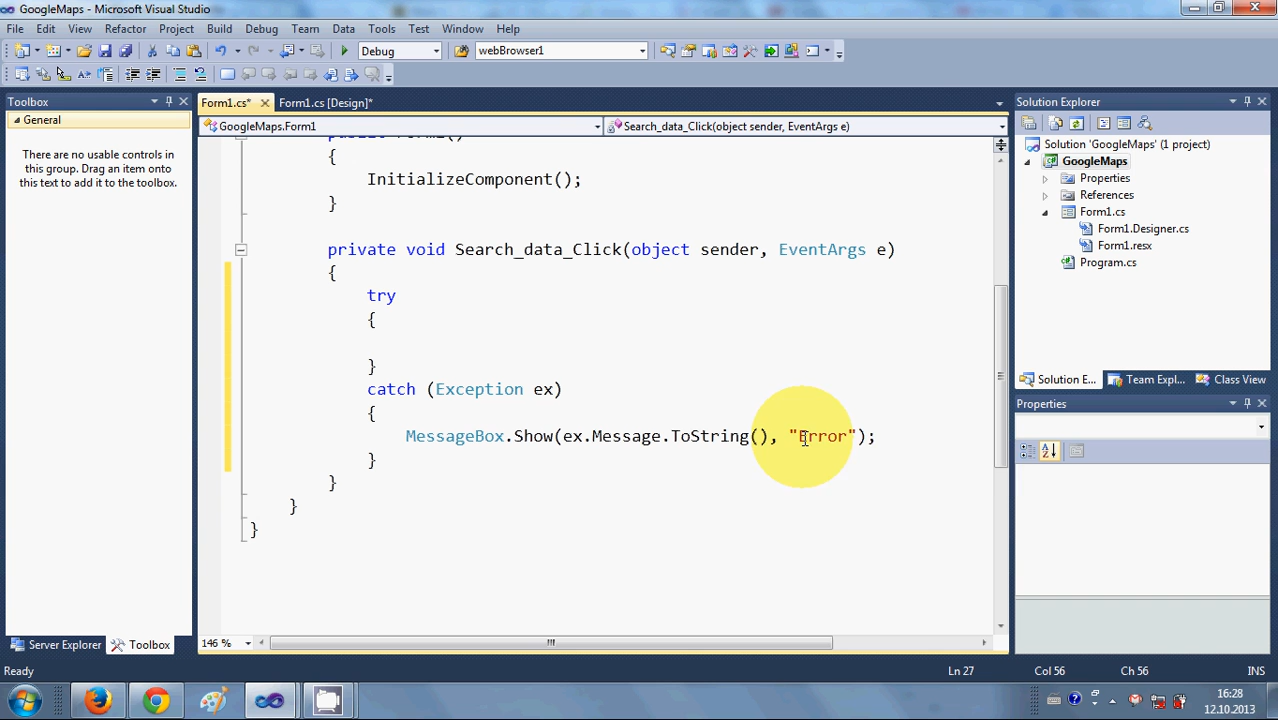 GoogleMaps - Microsoft Visual Studio
File Edit View Refactor Project Build Debug Team Data Tools Test Window Help
Debug webBrowser1
Toolbox
General
There are no usable controls in
this group. Drag an item onto
this text to add it to the toolbox.
Server Explorer Toolbox
Form1.cs* Form1.cs [Design]*
GoogleMaps.Form1 Search_data_Click(object sender, EventArgs e)
{
InitializeComponent();
}
private void Search_data_Click(object sender, EventArgs e)
{
try
{
}
catch (Exception ex)
{
MessageBox.Show(ex.Message.ToString(), "Error");
}
}
}
}
146 %
Solution Explorer
Solution 'GoogleMaps' (1 project)
GoogleMaps
Properties
References
Form1.cs
Form1.Designer.cs
Form1.resx
Program.cs
Solution E... Team Expl... Class View
Properties
Ready Ln 27 Col 56 Ch 56 INS
16:28
12.10.2013